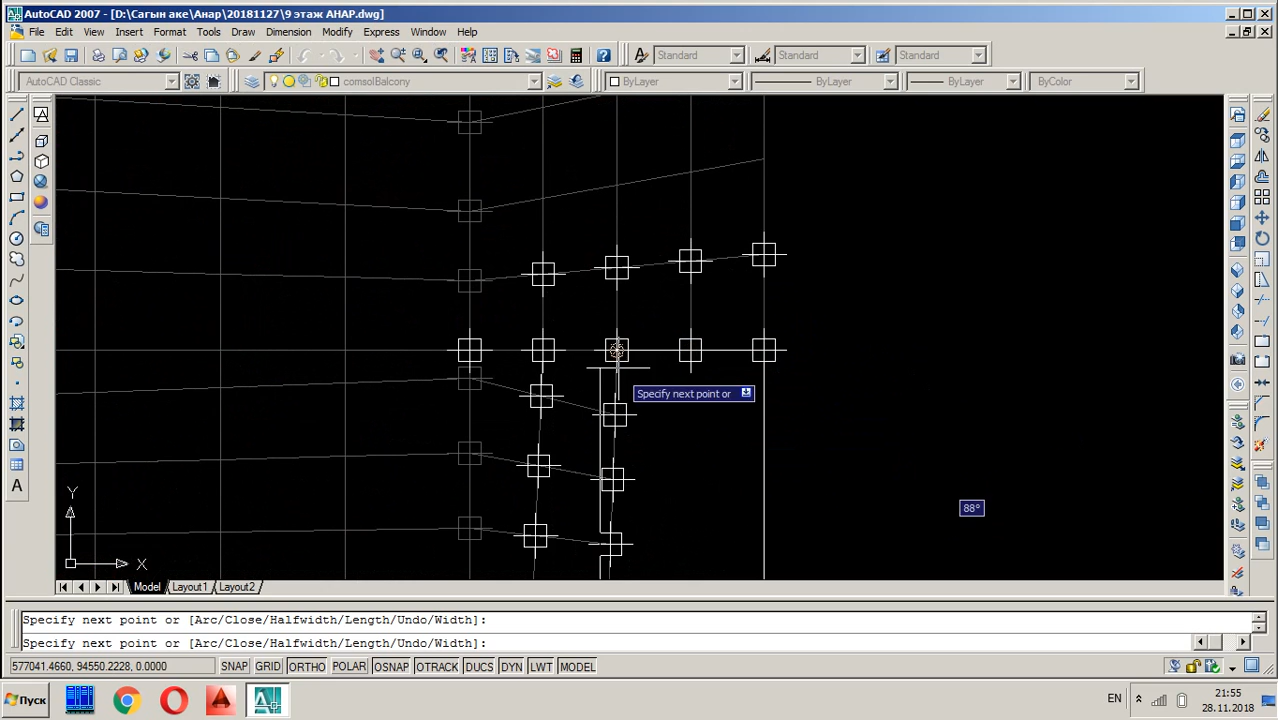 AutoCAD 2007 - [D:\Сагын аке\Анар\20181127\9 этаж АНАР.dwg]
File Edit View Insert Format Tools Draw Dimension Modify Express Window Help
Standard Standard Standard
AutoCAD Classic comsolBalcony ByLayer ByLayer ByLayer ByColor
Specify next point or
88°
Y
X
A
Model Layout1 Layout2
Specify next point or [Arc/Close/Halfwidth/Length/Undo/Width]:
Specify next point or [Arc/Close/Halfwidth/Length/Undo/Width]:
577041.4660, 94550.2228, 0.0000 SNAP GRID ORTHO POLAR OSNAP OTRACK DUCS DYN LWT MODEL
Пуск EN 21:55
28.11.2018